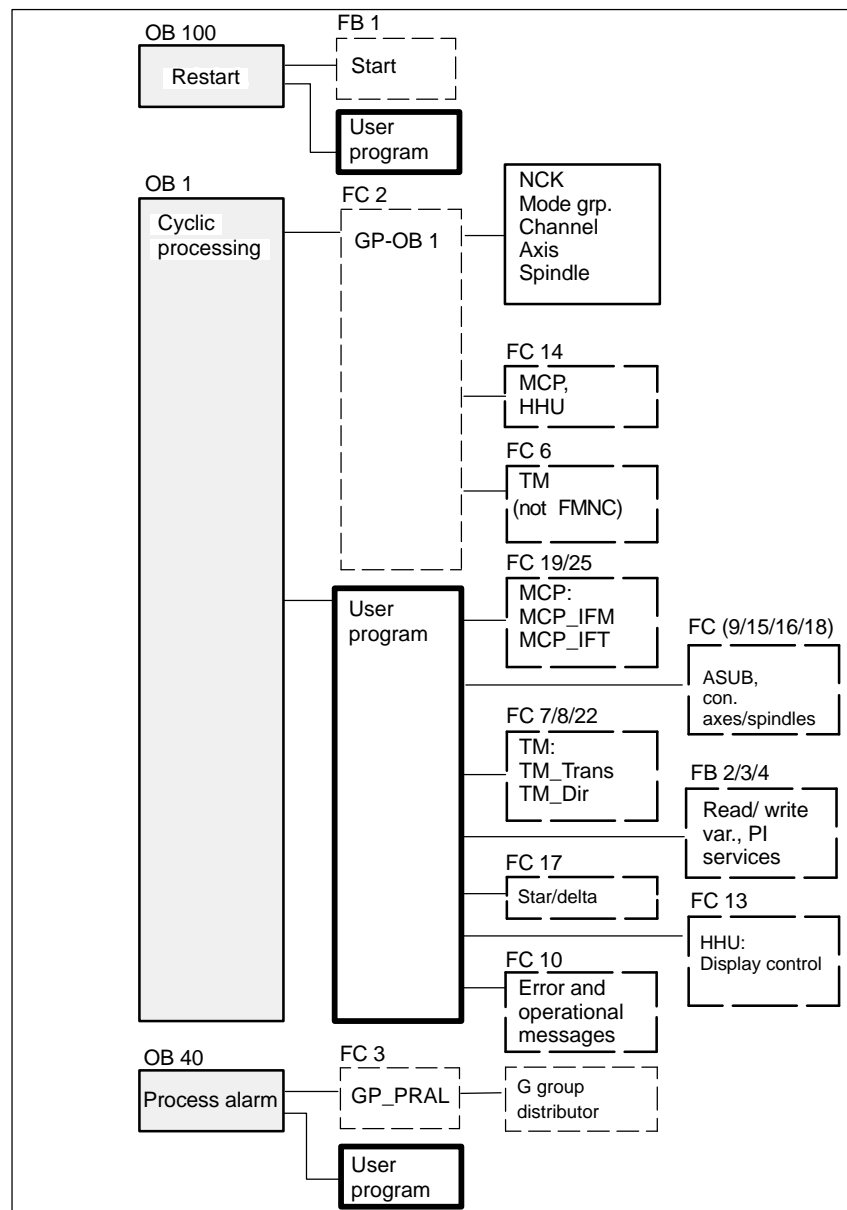 OB 100
Restart
FB 1
Start
User
program
OB 1
Cyclic
processing
FC 2
GP-OB 1
NCK
Mode grp.
Channel
Axis
Spindle
FC 14
MCP,
HHU
FC 6
TM
(not FMNC)
User
program
FC 19/25
MCP:
MCP_IFM
MCP_IFT
FC (9/15/16/18)
ASUB,
con.
axes/spindles
FC 7/8/22
TM:
TM_Trans
TM_Dir
FB 2/3/4
Read/ write
var., PI
services
FC 17
Star/delta
FC 13
HHU:
Display control
FC 10
Error and
operational
messages
OB 40
Process alarm
FC 3
GP_PRAL
G group
distributor
User
program